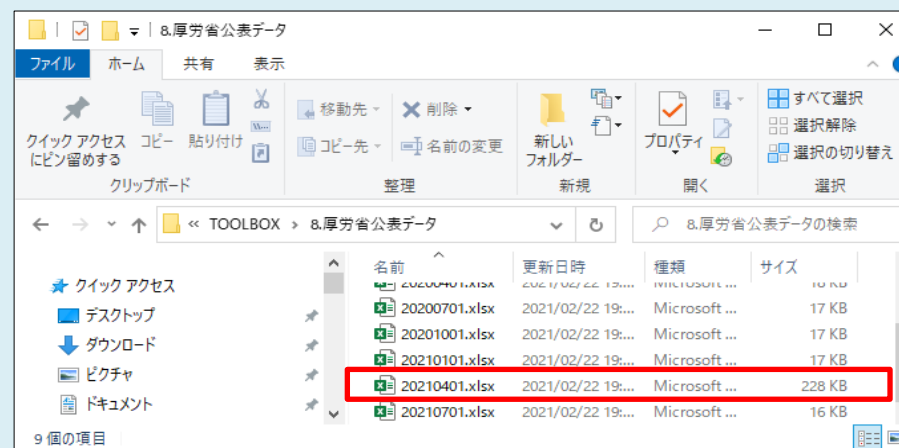 8.厚労省公表データ
ファイル ホーム 共有 表示
クイック アクセス
にピン留めする
コピー
貼り付け
クリップボード
移動先
コピー先
削除
名前の変更
整理
新しい
フォルダー
新規
プロパティ
開く
すべて選択
選択解除
選択の切り替え
選択
« TOOLBOX › 8.厚労省公表データ
8.厚労省公表データの検索
クイック アクセス
デスクトップ
ダウンロード
ピクチャ
ドキュメント
名前 更新日時 種類 サイズ
20200401.xlsx 2021/02/22 19:... Microsoft ...
20200701.xlsx 2021/02/22 19:... Microsoft ... 17 KB
20201001.xlsx 2021/02/22 19:... Microsoft ... 17 KB
20210101.xlsx 2021/02/22 19:... Microsoft ... 17 KB
20210401.xlsx 2021/02/22 19:... Microsoft ... 228 KB
20210701.xlsx 2021/02/22 19:... Microsoft ... 16 KB
9 個の項目